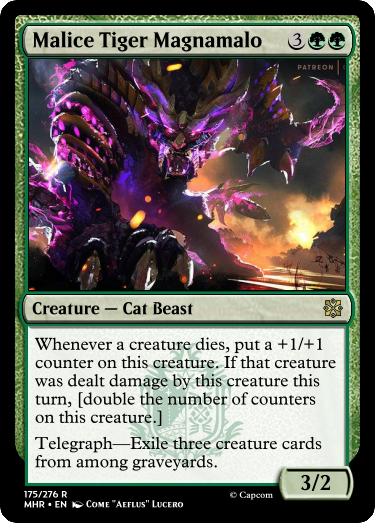 Malice Tiger Magnamalo 3
PATREON
Creature — Cat Beast
Whenever a creature dies, put a +1/+1
counter on this creature. If that creature
was dealt damage by this creature this
turn, [double the number of counters
on this creature.]
Telegraph—Exile three creature cards
from among graveyards.
3/2
175/276 R
MHR • EN Come "Aeflus" Lucero
© Capcom